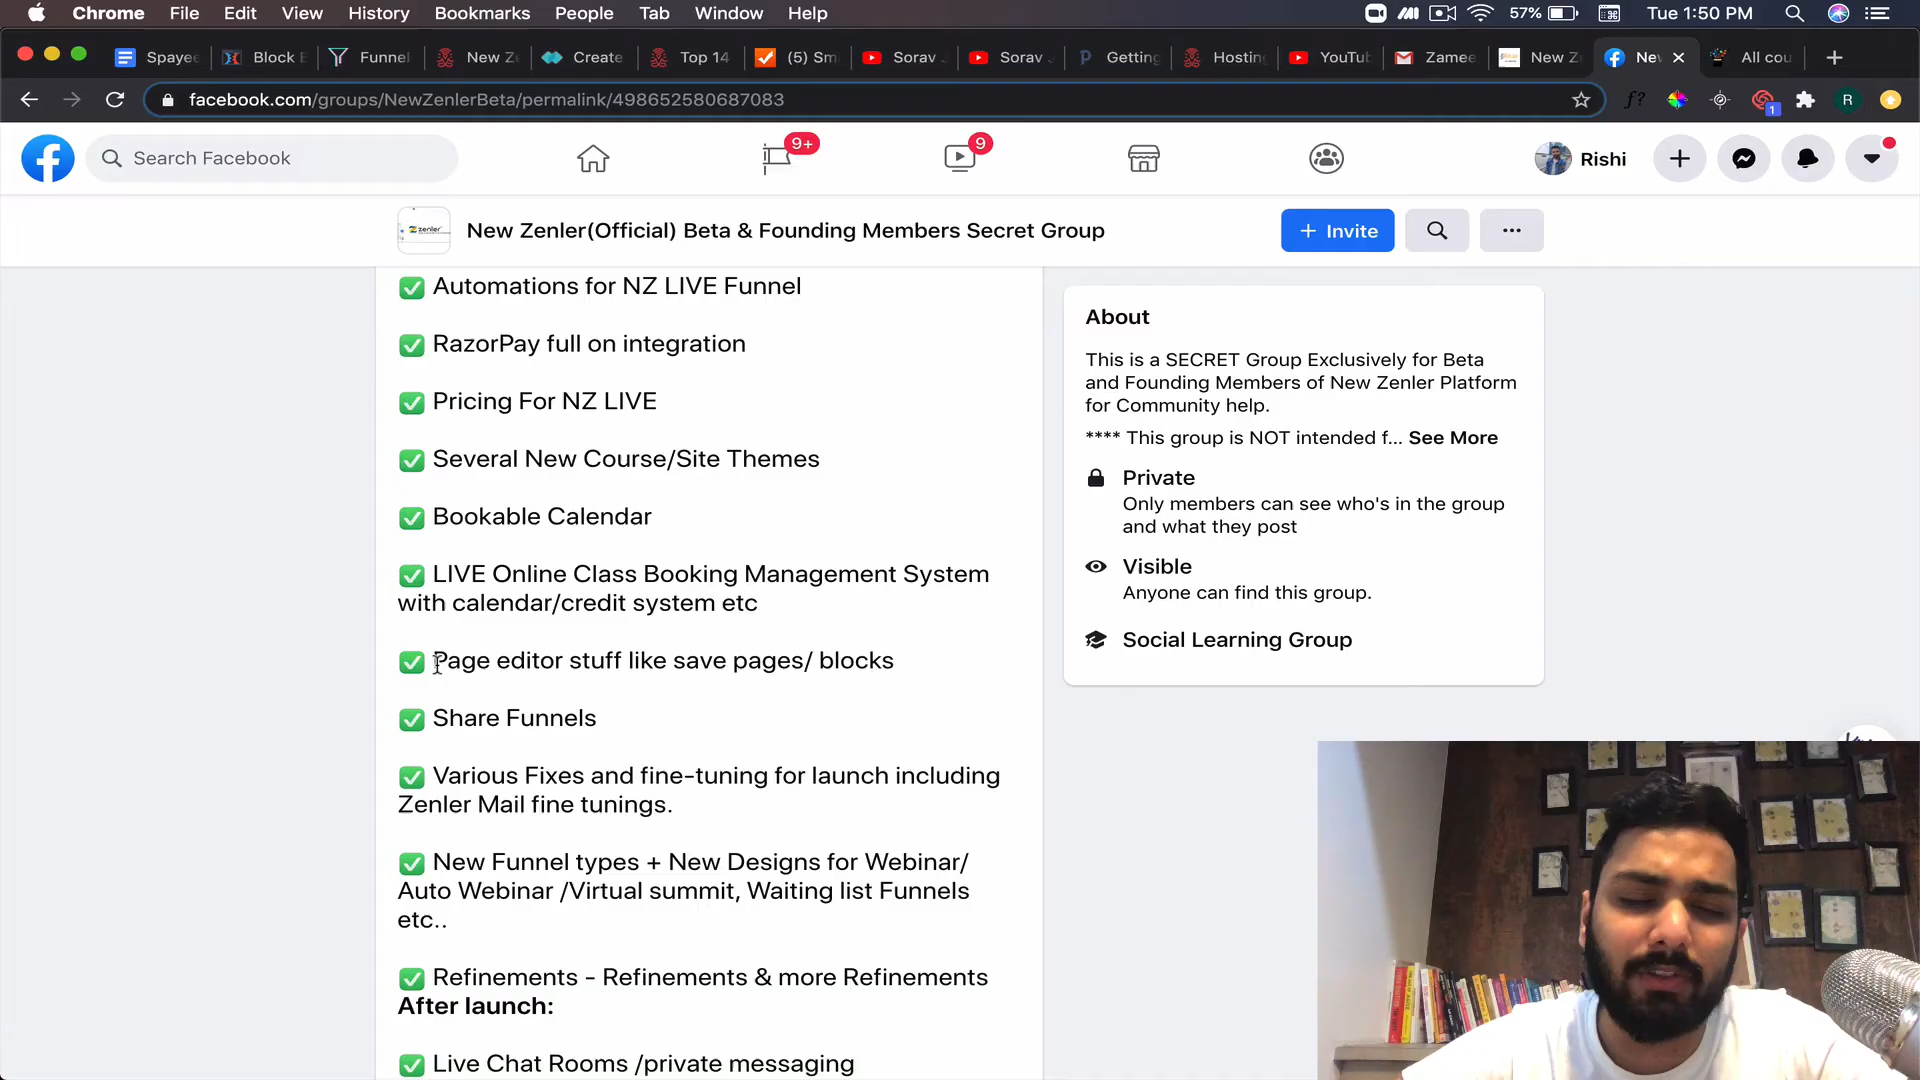 Chrome File Edit View History Bookmarks People Tab Window Help 57% Tue 1:50 PM
Spayee Block E Funnel New Ze Create Top 14 (5) Sm Sorav Sorav Getting Hosting YouTub Zamee New Z Nev All cou
facebook.com/groups/NewZenlerBeta/permalink/498652580687083 f? 1 R
Search Facebook 9+ 9 Rishi
zenler New Zenler(Official) Beta & Founding Members Secret Group + Invite
Automations for NZ LIVE Funnel
RazorPay full on integration
Pricing For NZ LIVE
Several New Course/Site Themes
Bookable Calendar
LIVE Online Class Booking Management System
with calendar/credit system etc
Page editor stuff like save pages/ blocks
Share Funnels
Various Fixes and fine-tuning for launch including
Zenler Mail fine tunings.
New Funnel types + New Designs for Webinar/
Auto Webinar /Virtual summit, Waiting list Funnels
etc..
Refinements - Refinements & more Refinements
After launch:
Live Chat Rooms /private messaging
About
This is a SECRET Group Exclusively for Beta
and Founding Members of New Zenler Platform
for Community help.
**** This group is NOT intended f... See More
Private
Only members can see who's in the group
and what they post
Visible
Anyone can find this group.
Social Learning Group